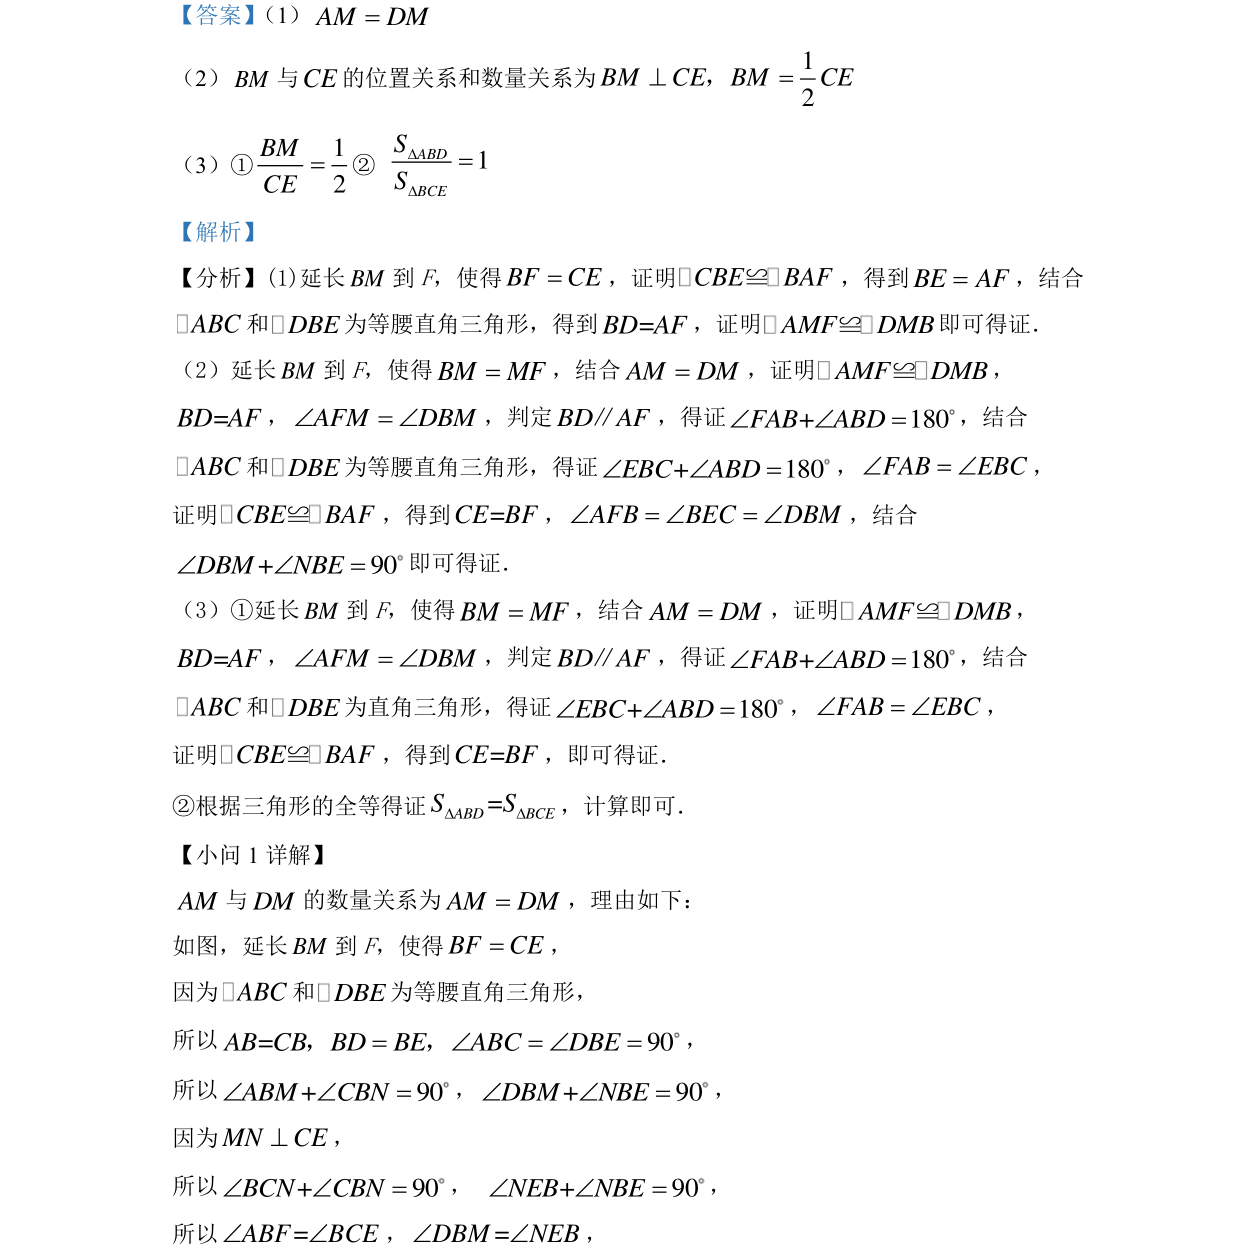 【答案】（1）AM = DM
（2）BM 与 CE 的位置关系和数量关系为 BM ⊥ CE，BM = 1/2 CE
（3）① BM/CE = 1/2 ② S△ABD/S△BCE = 1
【解析】
【分析】(1)延长 BM 到 F，使得 BF = CE，证明□CBE≌□BAF，得到 BE = AF，结合
□ABC 和□DBE 为等腰直角三角形，得到 BD=AF，证明□AMF≌□DMB 即可得证．
（2）延长 BM 到 F，使得 BM = MF，结合 AM = DM，证明□AMF≌□DMB，
BD=AF，∠AFM = ∠DBM，判定 BD∥AF，得证∠FAB+∠ABD=180°，结合
□ABC 和□DBE 为等腰直角三角形，得证∠EBC+∠ABD=180°，∠FAB = ∠EBC，
证明□CBE≌□BAF，得到 CE=BF，∠AFB = ∠BEC = ∠DBM，结合
∠DBM+∠NBE = 90° 即可得证．
（3）①延长 BM 到 F，使得 BM = MF，结合 AM = DM，证明□AMF≌□DMB，
BD=AF，∠AFM = ∠DBM，判定 BD∥AF，得证∠FAB+∠ABD=180°，结合
□ABC 和□DBE 为直角三角形，得证∠EBC+∠ABD=180°，∠FAB = ∠EBC，
证明□CBE≌□BAF，得到 CE=BF，即可得证．
②根据三角形的全等得证 S△ABD=S△BCE，计算即可．
【小问 1 详解】
AM 与 DM 的数量关系为 AM = DM，理由如下：
如图，延长 BM 到 F，使得 BF = CE，
因为□ABC 和□DBE 为等腰直角三角形，
所以 AB=CB，BD = BE，∠ABC = ∠DBE = 90°，
所以∠ABM+∠CBN = 90°，∠DBM+∠NBE = 90°，
因为 MN ⊥ CE，
所以∠BCN+∠CBN = 90°， ∠NEB+∠NBE = 90°，
所以∠ABF=∠BCE，∠DBM=∠NEB，